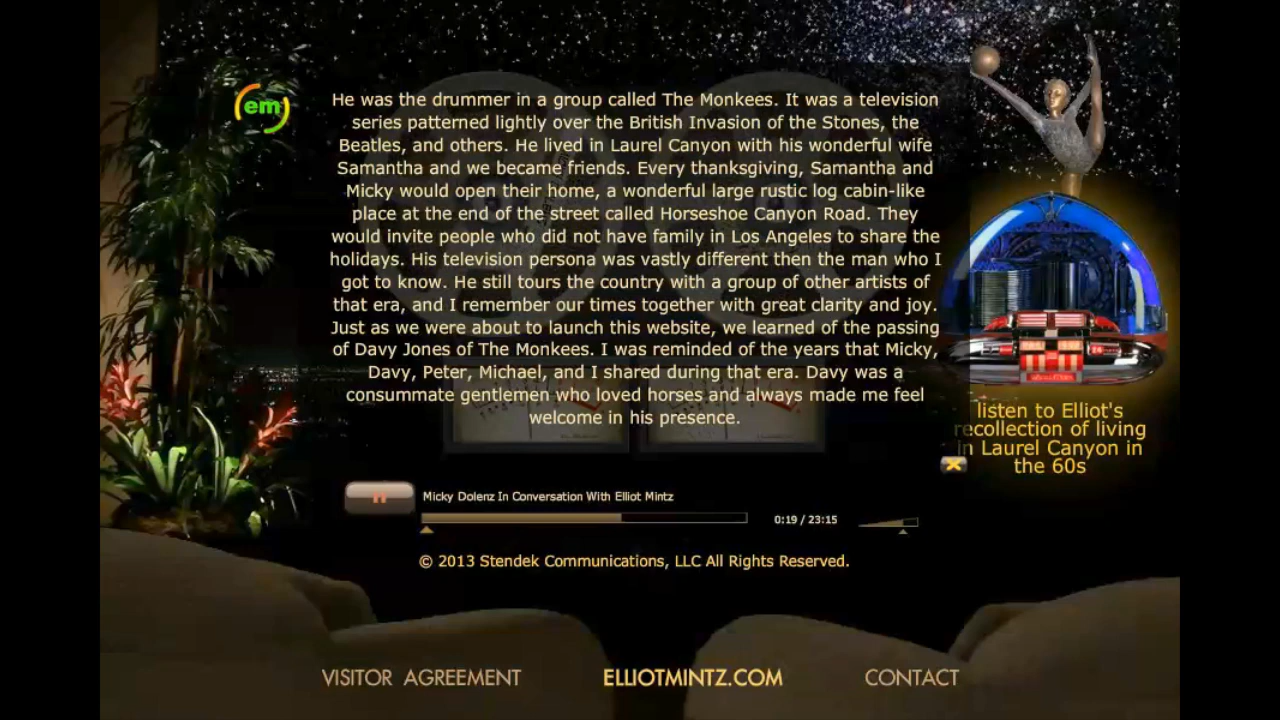 em
He was the drummer in a group called The Monkees. It was a television
series patterned lightly over the British Invasion of the Stones, the
Beatles, and others. He lived in Laurel Canyon with his wonderful wife
Samantha and we became friends. Every thanksgiving, Samantha and
Micky would open their home, a wonderful large rustic log cabin-like
place at the end of the street called Horseshoe Canyon Road. They
would invite people who did not have family in Los Angeles to share the
holidays. His television persona was vastly different then the man who I
got to know. He still tours the country with a group of other artists of
that era, and I remember our times together with great clarity and joy.
Just as we were about to launch this website, we learned of the passing
of Davy Jones of The Monkees. I was reminded of the years that Micky,
Davy, Peter, Michael, and I shared during that era. Davy was a
consummate gentlemen who loved horses and always made me feel
welcome in his presence.
listen to Elliot's
recollection of living
in Laurel Canyon in
the 60s
Micky Dolenz In Conversation With Elliot Mintz
0:19 / 23:15
© 2013 Stendek Communications, LLC All Rights Reserved.
VISITOR AGREEMENT
ELLIOTMINTZ.COM
CONTACT